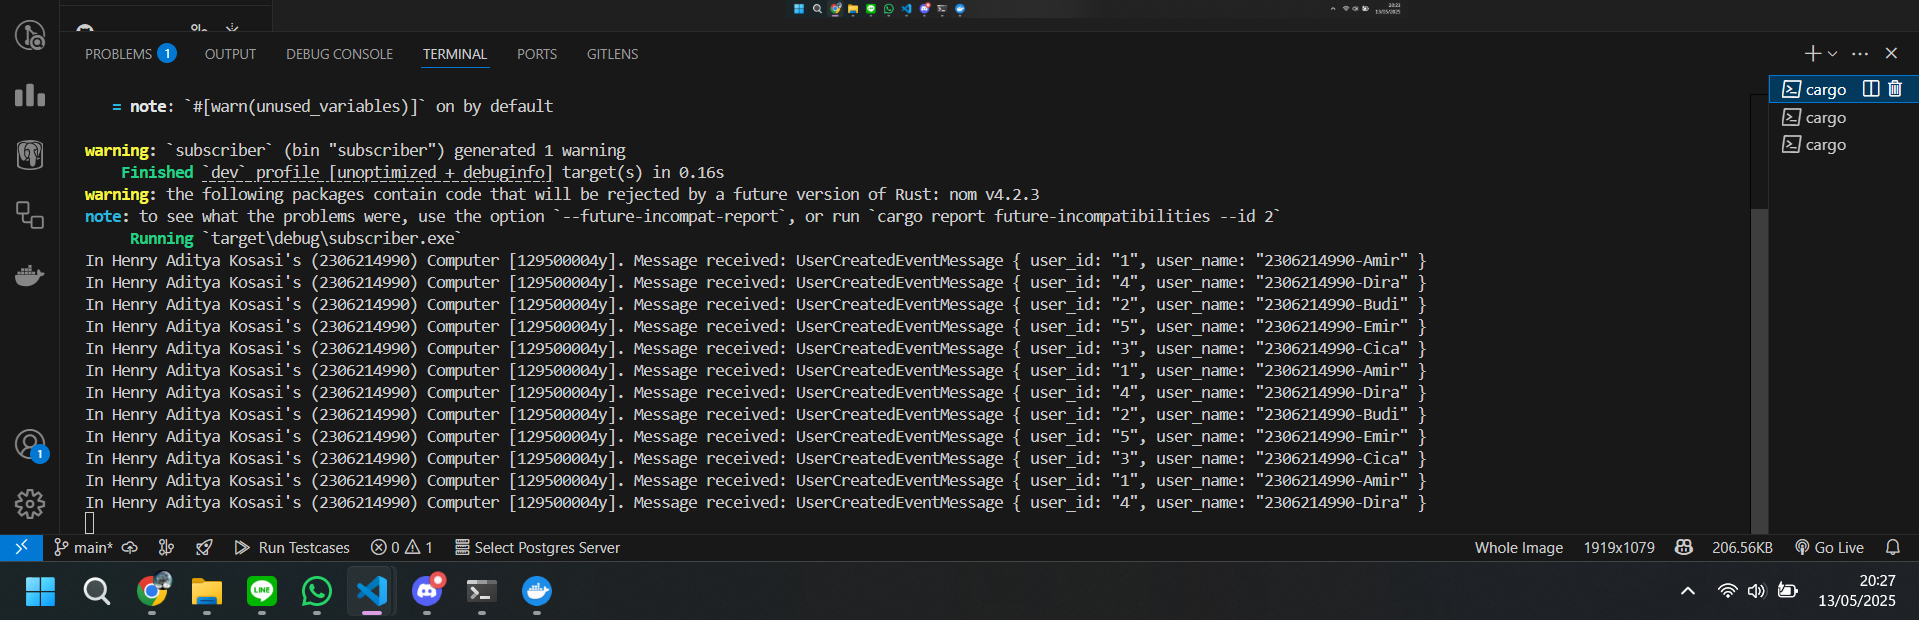 20:23
13/05/2025
PROBLEMS 1 OUTPUT DEBUG CONSOLE TERMINAL PORTS GITLENS
cargo
cargo
cargo
= note: `#[warn(unused_variables)]` on by default
warning: `subscriber` (bin "subscriber") generated 1 warning
Finished `dev` profile [unoptimized + debuginfo] target(s) in 0.16s
warning: the following packages contain code that will be rejected by a future version of Rust: nom v4.2.3
note: to see what the problems were, use the option `--future-incompat-report`, or run `cargo report future-incompatibilities --id 2`
Running `target\debug\subscriber.exe`
In Henry Aditya Kosasi's (2306214990) Computer [129500004y]. Message received: UserCreatedEventMessage { user_id: "1", user_name: "2306214990-Amir" }
In Henry Aditya Kosasi's (2306214990) Computer [129500004y]. Message received: UserCreatedEventMessage { user_id: "4", user_name: "2306214990-Dira" }
In Henry Aditya Kosasi's (2306214990) Computer [129500004y]. Message received: UserCreatedEventMessage { user_id: "2", user_name: "2306214990-Budi" }
In Henry Aditya Kosasi's (2306214990) Computer [129500004y]. Message received: UserCreatedEventMessage { user_id: "5", user_name: "2306214990-Emir" }
In Henry Aditya Kosasi's (2306214990) Computer [129500004y]. Message received: UserCreatedEventMessage { user_id: "3", user_name: "2306214990-Cica" }
In Henry Aditya Kosasi's (2306214990) Computer [129500004y]. Message received: UserCreatedEventMessage { user_id: "1", user_name: "2306214990-Amir" }
In Henry Aditya Kosasi's (2306214990) Computer [129500004y]. Message received: UserCreatedEventMessage { user_id: "4", user_name: "2306214990-Dira" }
In Henry Aditya Kosasi's (2306214990) Computer [129500004y]. Message received: UserCreatedEventMessage { user_id: "2", user_name: "2306214990-Budi" }
In Henry Aditya Kosasi's (2306214990) Computer [129500004y]. Message received: UserCreatedEventMessage { user_id: "5", user_name: "2306214990-Emir" }
In Henry Aditya Kosasi's (2306214990) Computer [129500004y]. Message received: UserCreatedEventMessage { user_id: "3", user_name: "2306214990-Cica" }
In Henry Aditya Kosasi's (2306214990) Computer [129500004y]. Message received: UserCreatedEventMessage { user_id: "1", user_name: "2306214990-Amir" }
In Henry Aditya Kosasi's (2306214990) Computer [129500004y]. Message received: UserCreatedEventMessage { user_id: "4", user_name: "2306214990-Dira" }
1
main* Run Testcases 0 1 Select Postgres Server Whole Image 1919x1079 206.56KB Go Live
LINE
20:27
13/05/2025